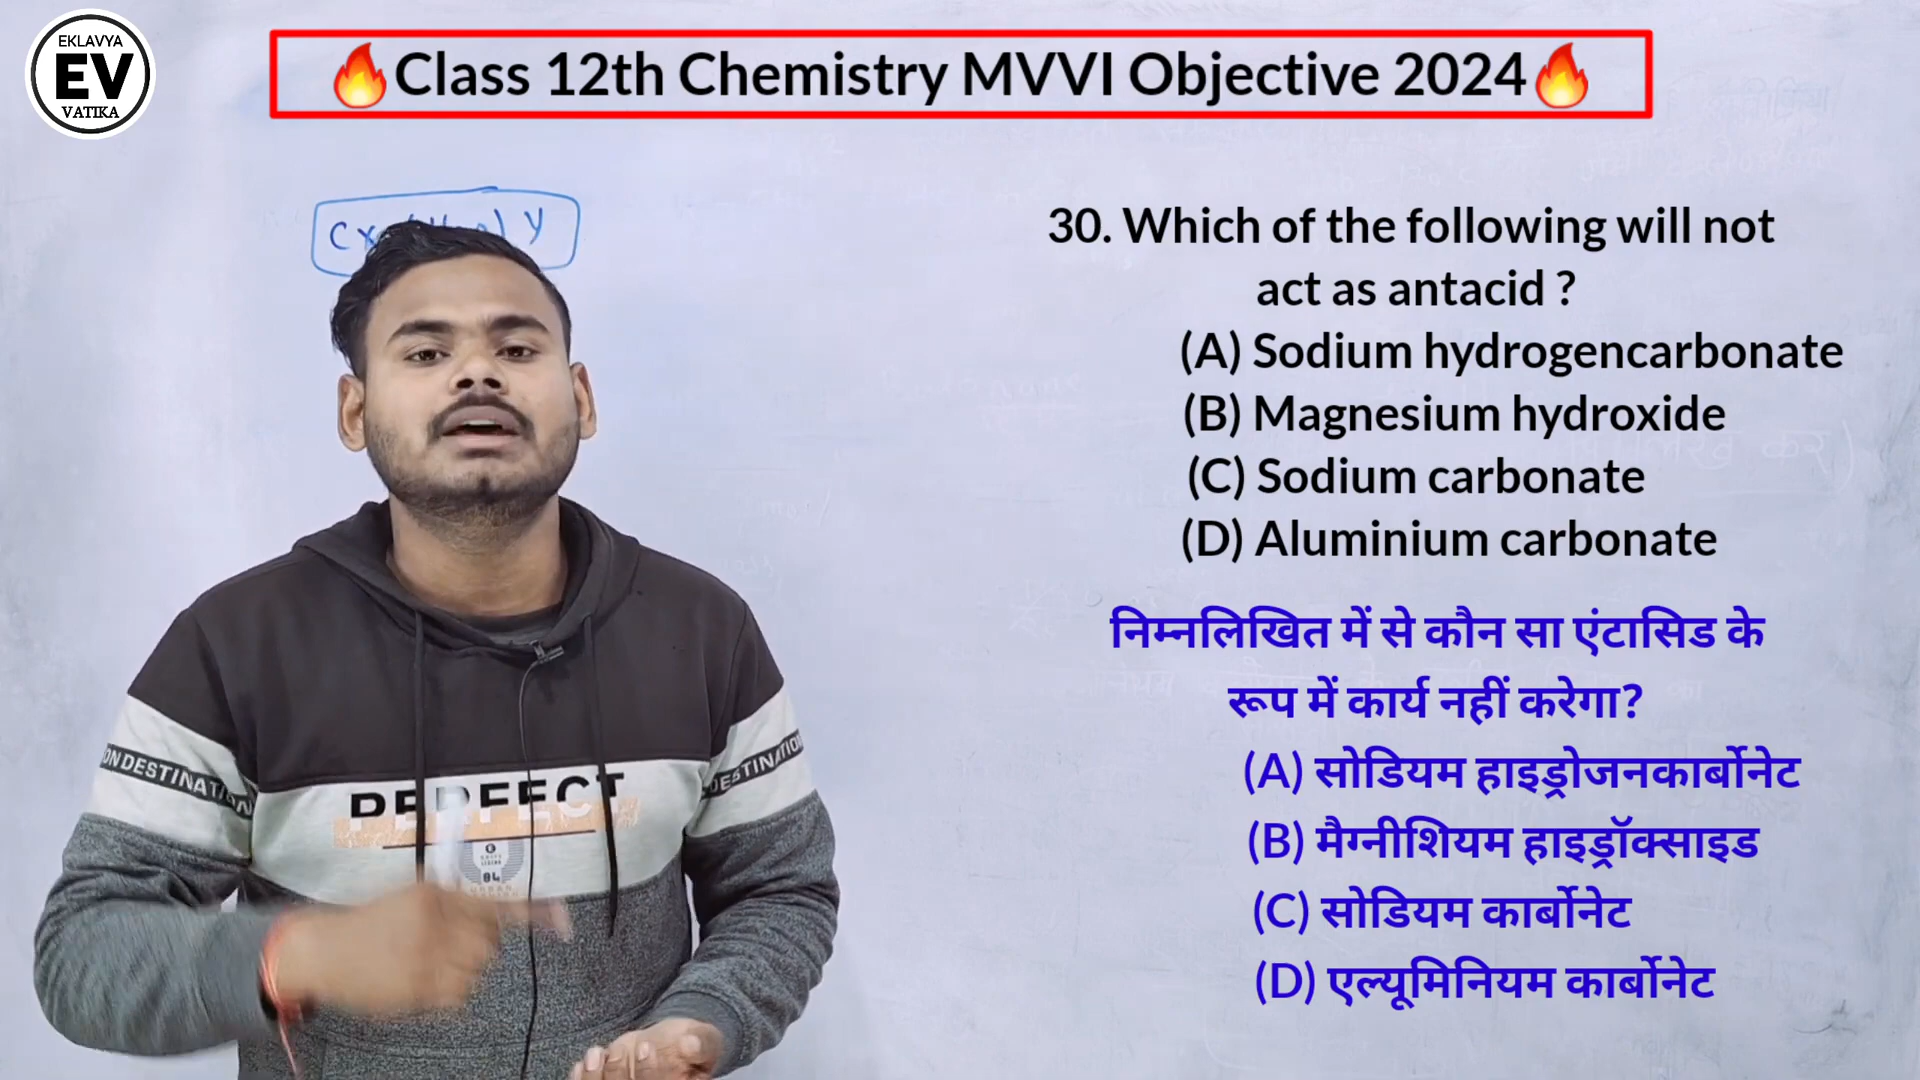 EKLAVYA
EV
VATIKA
🔥Class 12th Chemistry MVVI Objective 2024🔥
30. Which of the following will not
act as antacid ?
(A) Sodium hydrogencarbonate
(B) Magnesium hydroxide
(C) Sodium carbonate
(D) Aluminium carbonate
निम्नलिखित में से कौन सा एंटासिड के
रूप में कार्य नहीं करेगा?
(A) सोडियम हाइड्रोजनकार्बोनेट
(B) मैग्नीशियम हाइड्रॉक्साइड
(C) सोडियम कार्बोनेट
(D) एल्यूमिनियम कार्बोनेट
PERFECT
84